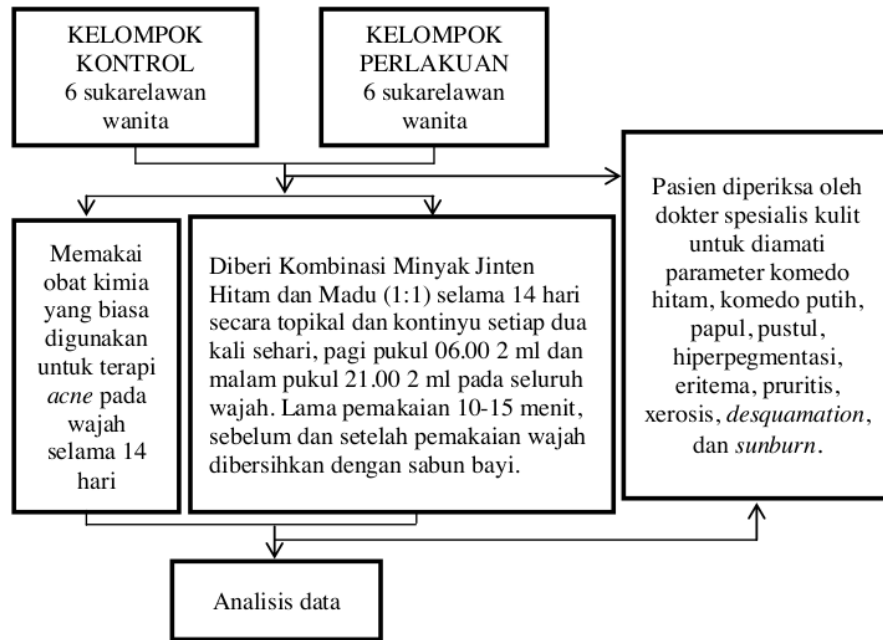 KELOMPOK
KONTROL
6 sukarelawan
wanita
KELOMPOK
PERLAKUAN
6 sukarelawan
wanita
Memakai
obat kimia
yang biasa
digunakan
untuk terapi
acne pada
wajah
selama 14
hari
Diberi Kombinasi Minyak Jinten
Hitam dan Madu (1:1) selama 14 hari
secara topikal dan kontinyu setiap dua
kali sehari, pagi pukul 06.00 2 ml dan
malam pukul 21.00 2 ml pada seluruh
wajah. Lama pemakaian 10-15 menit,
sebelum dan setelah pemakaian wajah
dibersihkan dengan sabun bayi.
Pasien diperiksa oleh
dokter spesialis kulit
untuk diamati
parameter komedo
hitam, komedo putih,
papul, pustul,
hiperpegmentasi,
eritema, pruritis,
xerosis, desquamation,
dan sunburn.
Analisis data